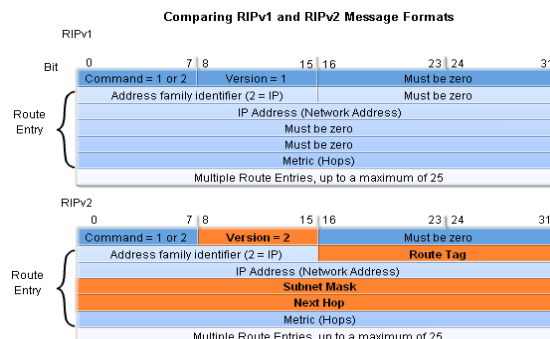 Comparing RIPv1 and RIPv2 Message Formats
RIPv1
Bit 0 7 8 15 16 23 24 31
Command = 1 or 2 Version = 1 Must be zero
Address family identifier (2 = IP) Must be zero
Route Entry
IP Address (Network Address)
Must be zero
Must be zero
Metric (Hops)
Multiple Route Entries, up to a maximum of 25
RIPv2
0 7 8 15 16 23 24 31
Command = 1 or 2 Version = 2 Must be zero
Address family identifier (2 = IP) Route Tag
Route Entry
IP Address (Network Address)
Subnet Mask
Next Hop
Metric (Hops)
Multiple Route Entries, up to a maximum of 25